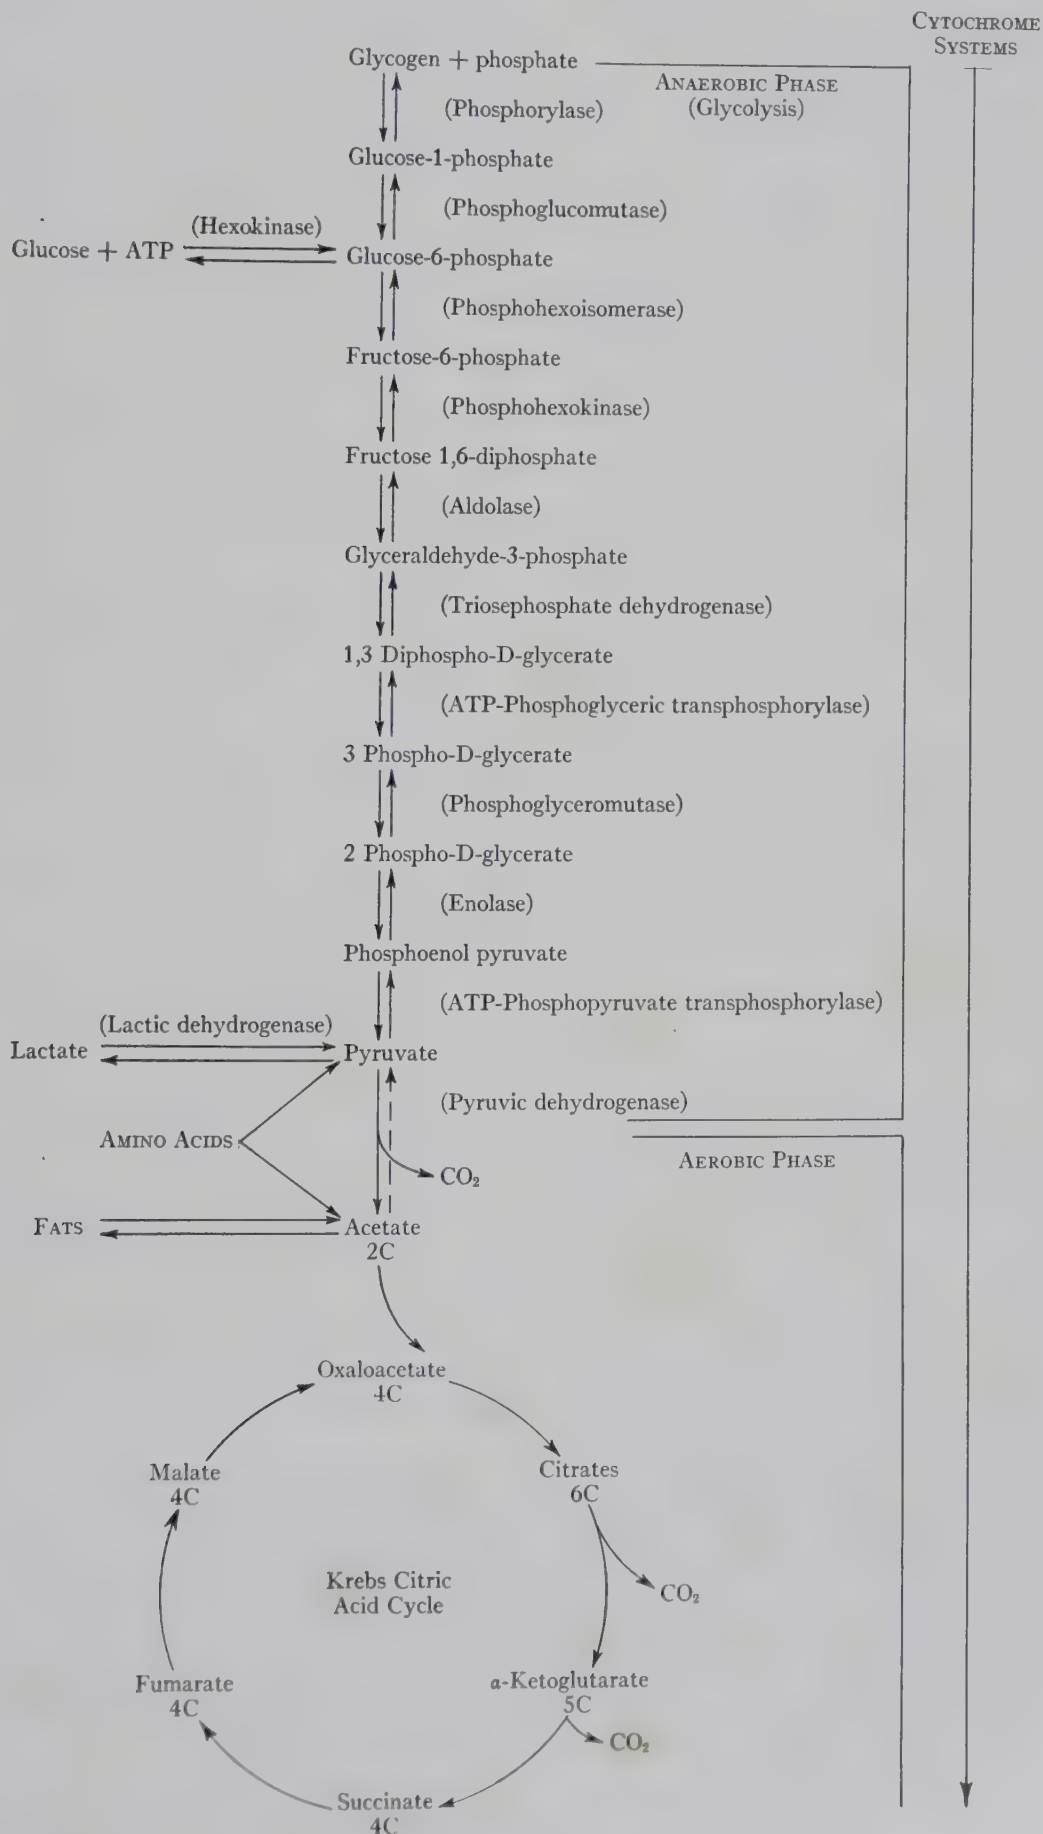 CYTOCHROME
SYSTEMS
Glycogen + phosphate
ANAEROBIC PHASE
(Glycolysis)
(Phosphorylase)
Glucose-1-phosphate
(Phosphoglucomutase)
(Hexokinase)
Glucose + ATP
Glucose-6-phosphate
(Phosphohexoisomerase)
Fructose-6-phosphate
(Phosphohexokinase)
Fructose 1,6-diphosphate
(Aldolase)
Glyceraldehyde-3-phosphate
(Triosephosphate dehydrogenase)
1,3 Diphospho-D-glycerate
(ATP-Phosphoglyceric transphosphorylase)
3 Phospho-D-glycerate
(Phosphoglyceromutase)
2 Phospho-D-glycerate
(Enolase)
Phosphoenol pyruvate
(ATP-Phosphopyruvate transphosphorylase)
(Lactic dehydrogenase)
Lactate
Pyruvate
(Pyruvic dehydrogenase)
AMINO ACIDS
AEROBIC PHASE
CO₂
FATS
Acetate
2C
Oxaloacetate
4C
Malate
4C
Citrates
6C
Krebs Citric
Acid Cycle
CO₂
Fumarate
4C
α-Ketoglutarate
5C
CO₂
Succinate
4C